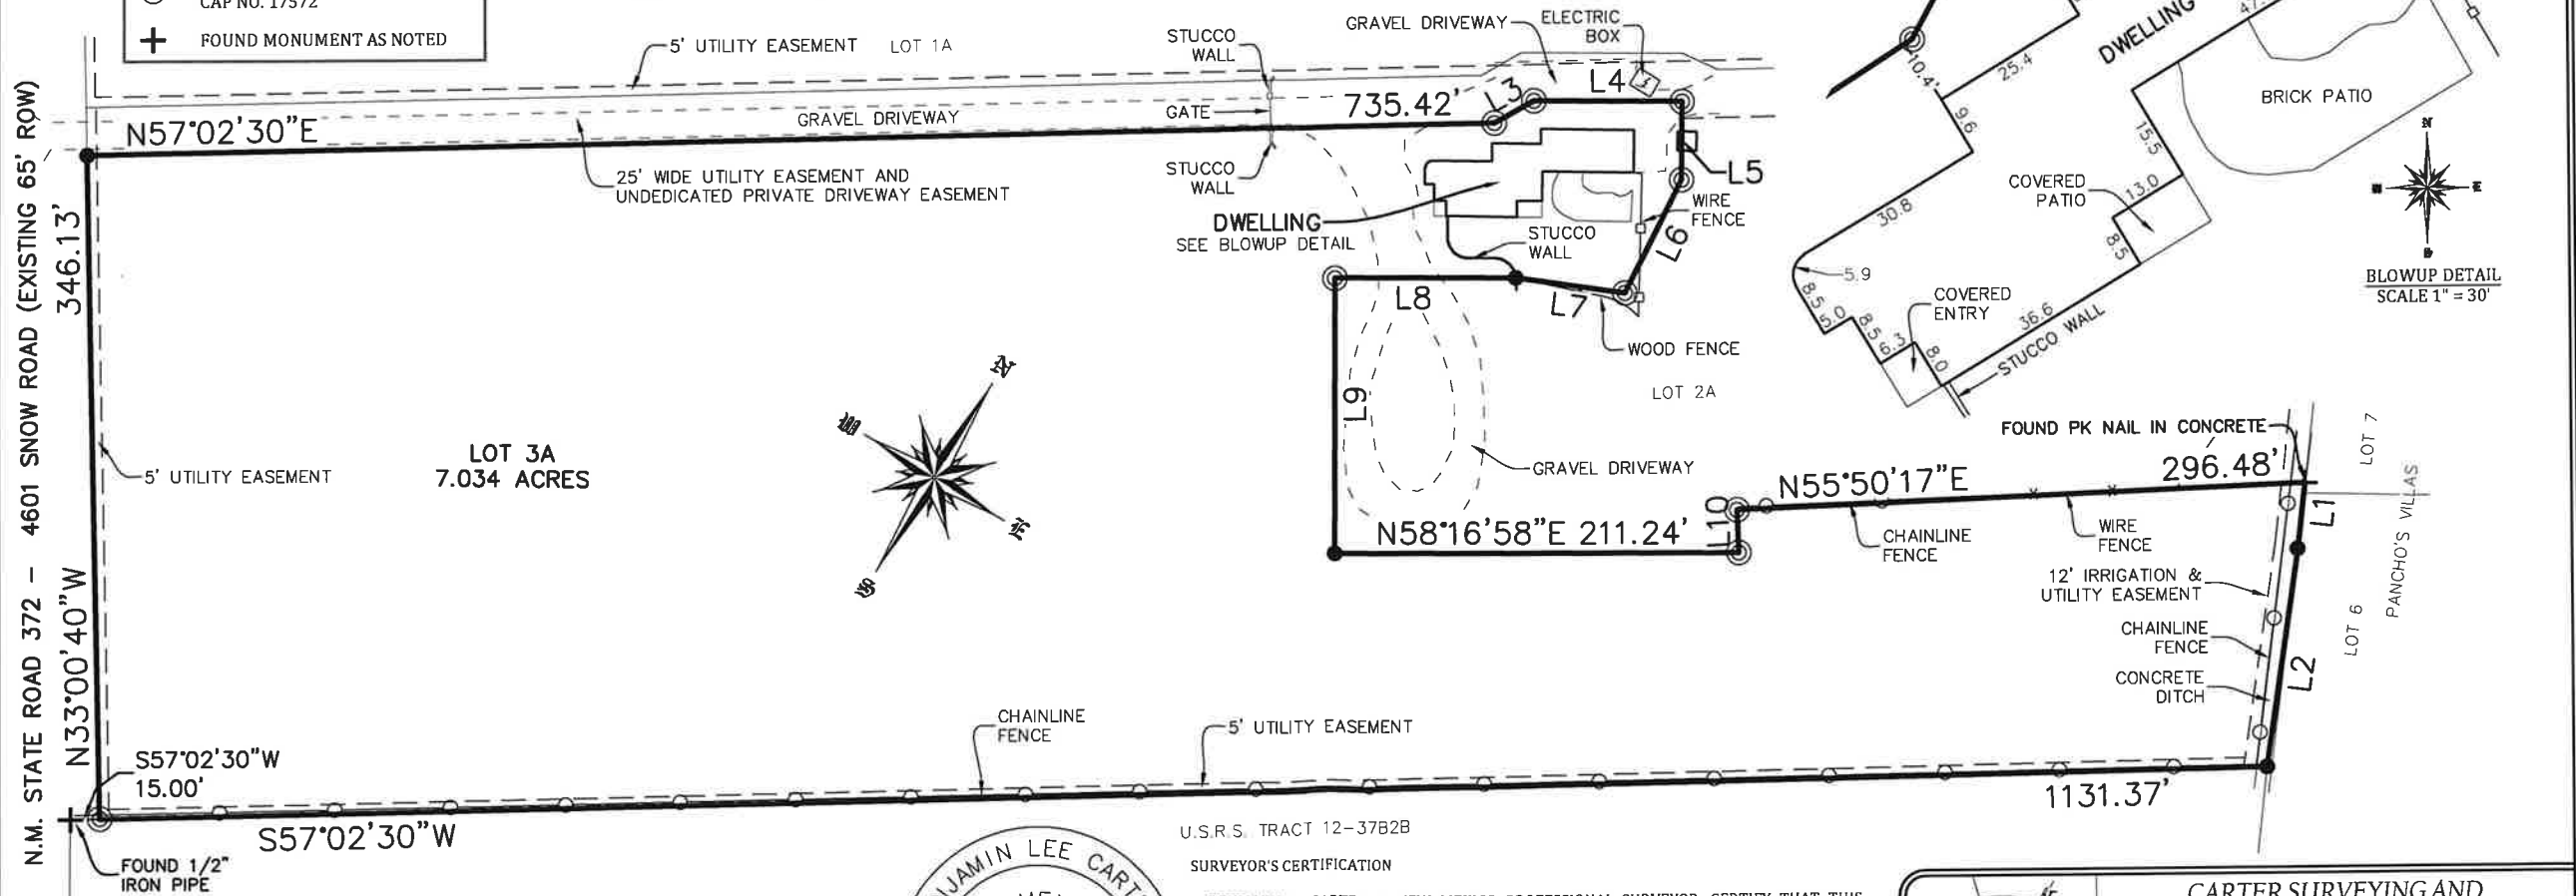 CAP NO. 17572
FOUND MONUMENT AS NOTED
5' UTILITY EASEMENT
LOT 1A
STUCCO
WALL
GRAVEL DRIVEWAY
ELECTRIC
BOX
L3
L4
735.42'
GATE
GRAVEL DRIVEWAY
N57°02'30"E
25' WIDE UTILITY EASEMENT AND
UNDEDICATED PRIVATE DRIVEWAY EASEMENT
STUCCO
WALL
L5
WIRE
FENCE
L6
DWELLING
SEE BLOWUP DETAIL
STUCCO
WALL
L8
L7
WOOD FENCE
LOT 2A
L9
GRAVEL DRIVEWAY
N.M. STATE ROAD 372 - 4601 SNOW ROAD (EXISTING 65' ROW)
346.13'
N33°00'40"W
5' UTILITY EASEMENT
LOT 3A
7.034 ACRES
N
W
E
S
N58°16'58"E 211.24'
L10
N55°50'17"E
296.48'
FOUND PK NAIL IN CONCRETE
CHAINLINE
FENCE
WIRE
FENCE
L1
LOT 7
PANCHO'S VILLAS
LOT 6
12' IRRIGATION &
UTILITY EASEMENT
CHAINLINE
FENCE
CONCRETE
DITCH
L2
1131.37'
CHAINLINE
FENCE
5' UTILITY EASEMENT
S57°02'30"W
15.00'
S57°02'30"W
FOUND 1/2"
IRON PIPE
U.S.R.S. TRACT 12-37B2B
SURVEYOR'S CERTIFICATION
JAMIN LEE CART
DWELLING
10.4'
25.4
9.6
30.8
5.9
8.5
5.0
8.5
6.3
8.0
36.6
STUCCO WALL
COVERED
ENTRY
COVERED
PATIO
13.0
8.5
15.5
BRICK PATIO
N
E
BLOWUP DETAIL
SCALE 1" = 30'
CARTER SURVEYING AND